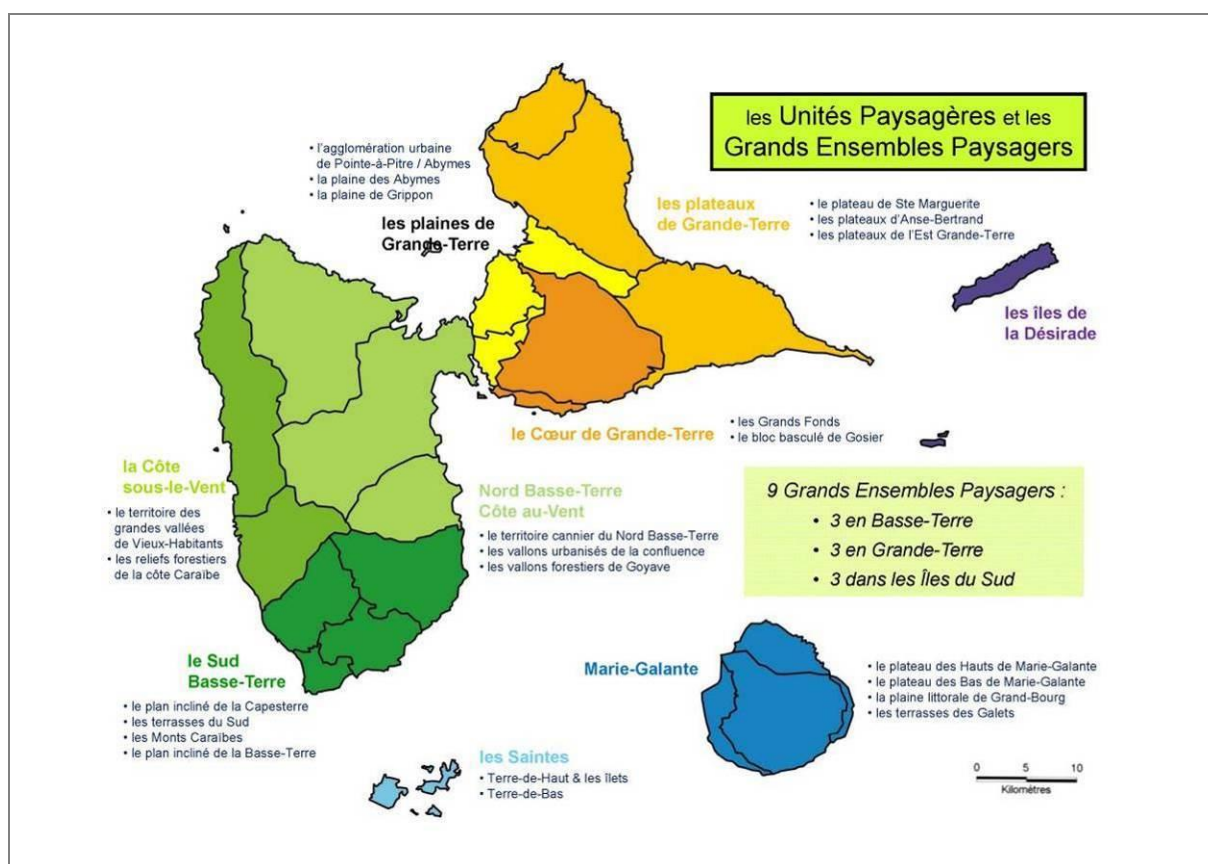 les Unités Paysagères et les
Grands Ensembles Paysagers
• l'agglomération urbaine
de Pointe-à-Pitre / Abymes
• la plaine des Abymes
• la plaine de Grippon
les plaines de
Grande-Terre
les plateaux
de Grande-Terre
• le plateau de Ste Marguerite
• les plateaux d'Anse-Bertrand
• les plateaux de l'Est Grande-Terre
les îles de
la Désirade
le Cœur de Grande-Terre
• les Grands Fonds
• le bloc basculé de Gosier
la Côte
sous-le-Vent
• le territoire des
grandes vallées
de Vieux-Habitants
• les reliefs forestiers
de la côte Caraïbe
Nord Basse-Terre
Côte au-Vent
• le territoire cannier du Nord Basse-Terre
• les vallons urbanisés de la confluence
• les vallons forestiers de Goyave
9 Grands Ensembles Paysagers :
• 3 en Basse-Terre
• 3 en Grande-Terre
• 3 dans les Îles du Sud
le Sud
Basse-Terre
• le plan incliné de la Capesterre
• les terrasses du Sud
• les Monts Caraïbes
• le plan incliné de la Basse-Terre
Marie-Galante
• le plateau des Hauts de Marie-Galante
• le plateau des Bas de Marie-Galante
• la plaine littorale de Grand-Bourg
• les terrasses des Galets
les Saintes
• Terre-de-Haut & les îlets
• Terre-de-Bas
0 5 10
Kilomètres